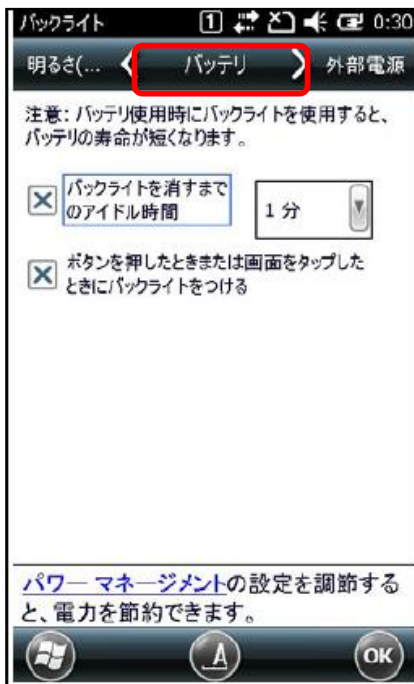 バックライト 1 0:30
明るさ(... バッテリ 外部電源
注意: バッテリ使用時にバックライトを使用すると、
バッテリの寿命が短くなります。
バックライトを消すまで
のアイドル時間
1 分
ボタンを押したときまたは画面をタップした
ときにバックライトをつける
パワー マネージメントの設定を調節する
と、電力を節約できます。
A
OK